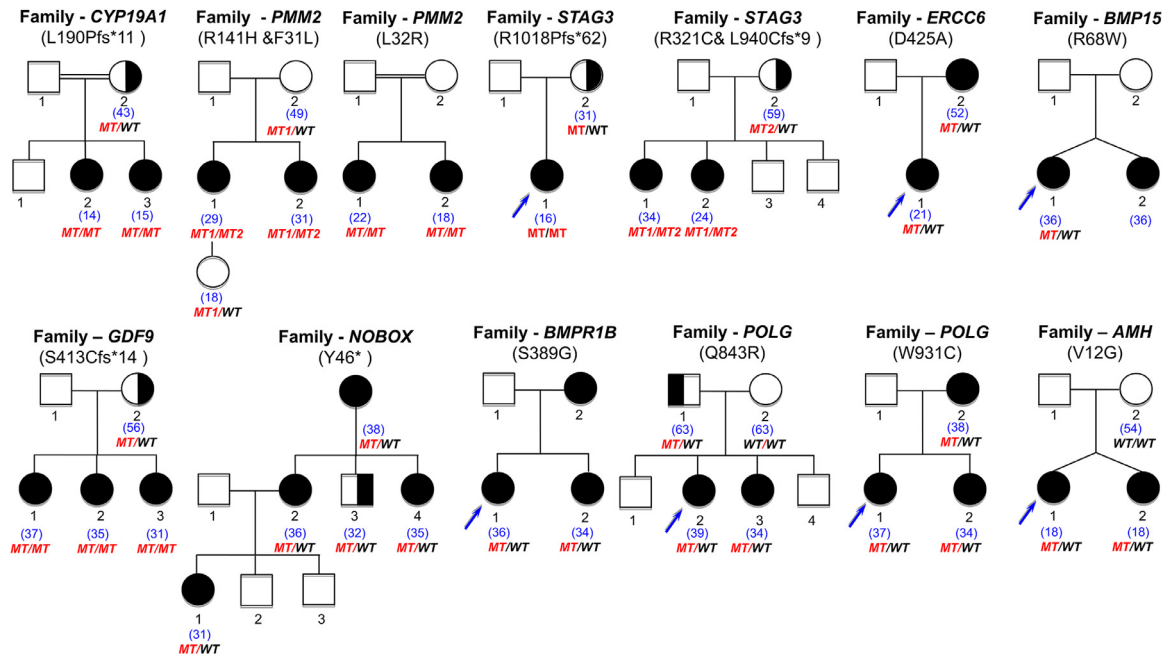 Family - CYP19A1
(L190Pfs*11 )
1
2
(43)
MT/WT
1
2
3
(14)
(15)
MT/MT
MT/MT
Family - PMM2
(R141H &F31L)
1
2
(49)
MT1/WT
1
2
(29)
(31)
MT1/MT2
MT1/MT2
(18)
MT1/WT
Family - PMM2
(L32R)
1
2
1
2
(22)
(18)
MT/MT
MT/MT
Family - STAG3
(R1018Pfs*62)
1
2
(31)
MT/WT
1
(16)
MT/MT
Family - STAG3
(R321C& L940Cfs*9 )
1
2
(59)
MT2/WT
1
2
3
4
(34)
(24)
MT1/MT2
MT1/MT2
Family - ERCC6
(D425A)
1
2
(52)
MT/WT
1
(21)
MT/WT
Family - BMP15
(R68W)
1
2
1
2
(36)
(36)
MT/WT
Family – GDF9
(S413Cfs*14 )
1
2
(56)
MT/WT
1
2
3
(37)
(35)
(31)
MT/MT
MT/MT
MT/MT
Family - NOBOX
(Y46* )
(38)
MT/WT
1
2
3
4
(36)
(32)
(35)
MT/WT
MT/WT
MT/WT
1
2
3
(31)
MT/WT
Family - BMPR1B
(S389G)
1
2
1
2
(36)
(34)
MT/WT
MT/WT
Family - POLG
(Q843R)
1
2
(63)
(63)
MT/WT
WT/WT
1
2
3
4
(39)
(34)
MT/WT
MT/WT
Family – POLG
(W931C)
1
2
(38)
MT/WT
1
2
(37)
(34)
MT/WT
MT/WT
Family – AMH
(V12G)
1
2
(54)
WT/WT
1
2
(18)
(18)
MT/WT
MT/WT